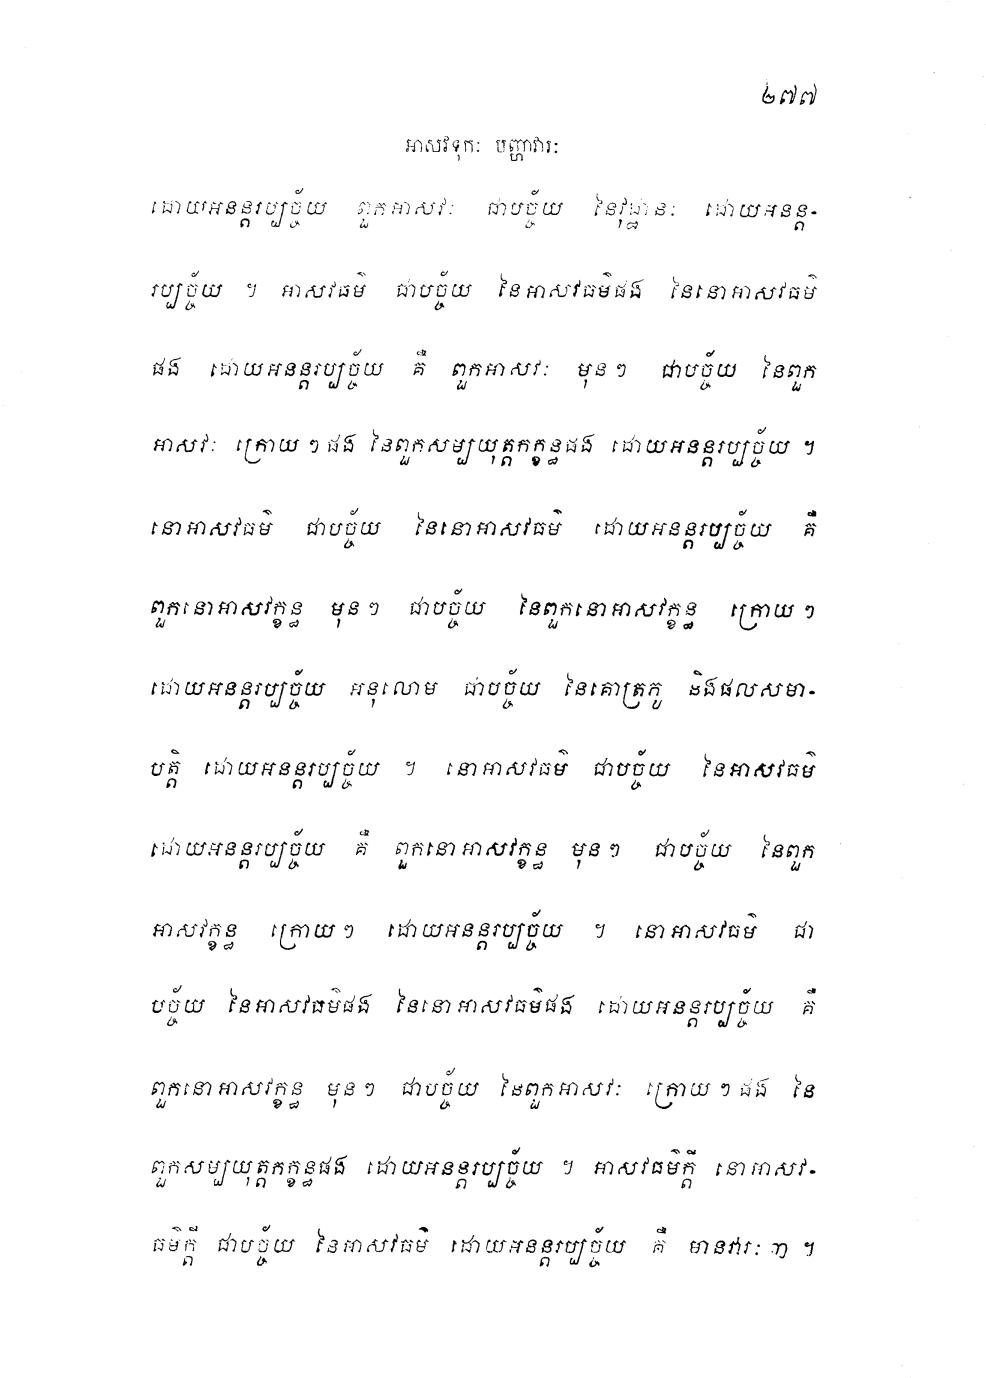 ២៧៧
អាសវទុកៈ បញ្ហាវារៈ
ដោយអនន្តរប្បច្ច័យ ពួកអាសវៈ ជាបច្ច័យ នៃវុដ្ឋានៈ ដោយអនន្ត-
រប្បច្ច័យ ។ អាសវធម៌ ជាបច្ច័យ នៃអាសវធម៌ផង នៃនោអាសវធម៌
ផង ដោយអនន្តរប្បច្ច័យ គឺ ពួកអាសវៈ មុនៗ ជាបច្ច័យ នៃពួក
អាសវៈ ក្រោយៗផង នៃពួកសម្បយុត្តកក្ខន្ធផង ដោយអនន្តរប្បច្ច័យ ។
នោអាសវធម៌ ជាបច្ច័យ នៃនោអាសវធម៌ ដោយអនន្តរប្បច្ច័យ គឺ
ពួកនោអាសវក្ខន្ធ មុនៗ ជាបច្ច័យ នៃពួកនោអាសវក្ខន្ធ ក្រោយៗ
ដោយអនន្តរប្បច្ច័យ អនុលោម ជាបច្ច័យ នៃគោត្រភូ និងផលសមា-
បត្តិ ដោយអនន្តរប្បច្ច័យ ។ នោអាសវធម៌ ជាបច្ច័យ នៃអាសវធម៌
ដោយអនន្តរប្បច្ច័យ គឺ ពួកនោអាសវក្ខន្ធ មុនៗ ជាបច្ច័យ នៃពួក
អាសវក្ខន្ធ ក្រោយៗ ដោយអនន្តរប្បច្ច័យ ។ នោអាសវធម៌ ជា
បច្ច័យ នៃអាសវធម៌ផង នៃនោអាសវធម៌ផង ដោយអនន្តរប្បច្ច័យ គឺ
ពួកនោអាសវក្ខន្ធ មុនៗ ជាបច្ច័យ នៃពួកអាសវៈ ក្រោយៗផង នៃ
ពួកសម្បយុត្តកក្ខន្ធផង ដោយអនន្តរប្បច្ច័យ ។ អាសវធម៌ក្តី នោអាសវ-
ធម៌ក្តី ជាបច្ច័យ នៃអាសវធម៌ ដោយអនន្តរប្បច្ច័យ គឺ មានវារៈ ៣ ។